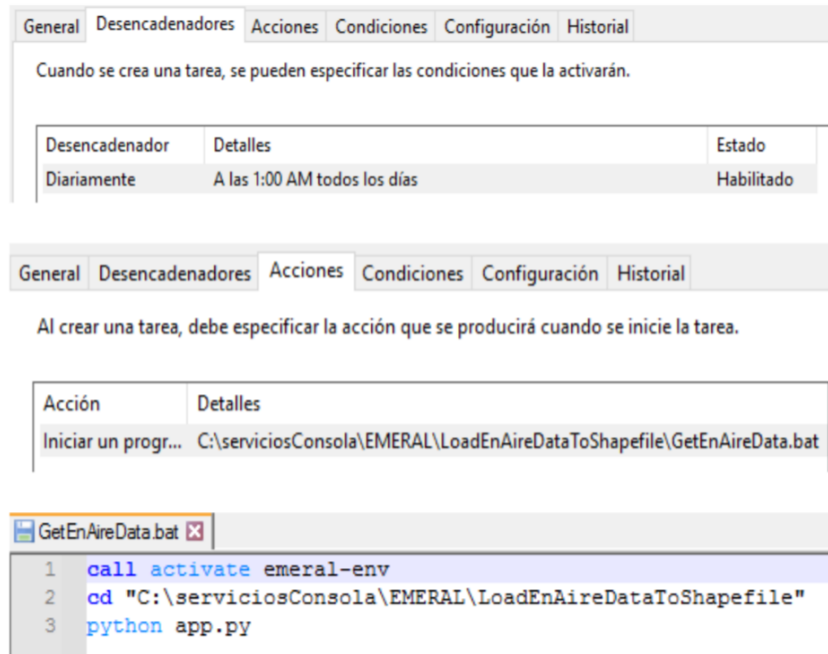 General Desencadenadores Acciones Condiciones Configuración Historial
Cuando se crea una tarea, se pueden especificar las condiciones que la activarán.
Desencadenador Detalles Estado
Diariamente A las 1:00 AM todos los días Habilitado
General Desencadenadores Acciones Condiciones Configuración Historial
Al crear una tarea, debe especificar la acción que se producirá cuando se inicie la tarea.
Acción Detalles
Iniciar un progr... C:\serviciosConsola\EMERAL\LoadEnAireDataToShapefile\GetEnAireData.bat
GetEnAireData.bat
1 call activate emeral-env
2 cd "C:\serviciosConsola\EMERAL\LoadEnAireDataToShapefile"
3 python app.py